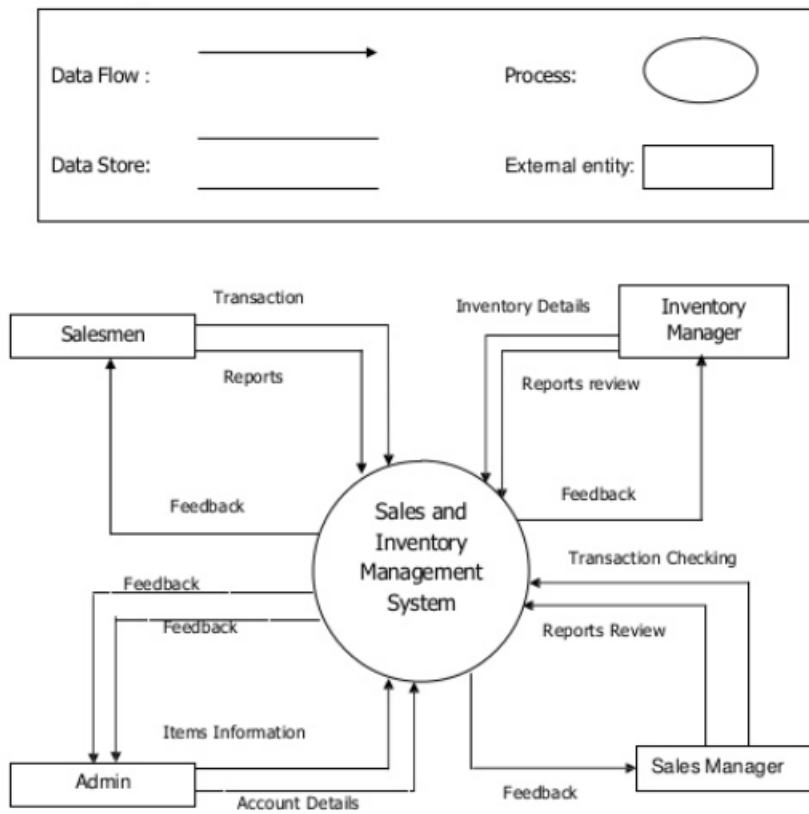 Data Flow :
Process:
Data Store:
External entity:
Transaction
Inventory Details
Inventory
Manager
Salesmen
Reports
Reports review
Feedback
Feedback
Sales and
Inventory
Management
System
Transaction Checking
Feedback
Feedback
Reports Review
Items Information
Admin
Sales Manager
Account Details
Feedback